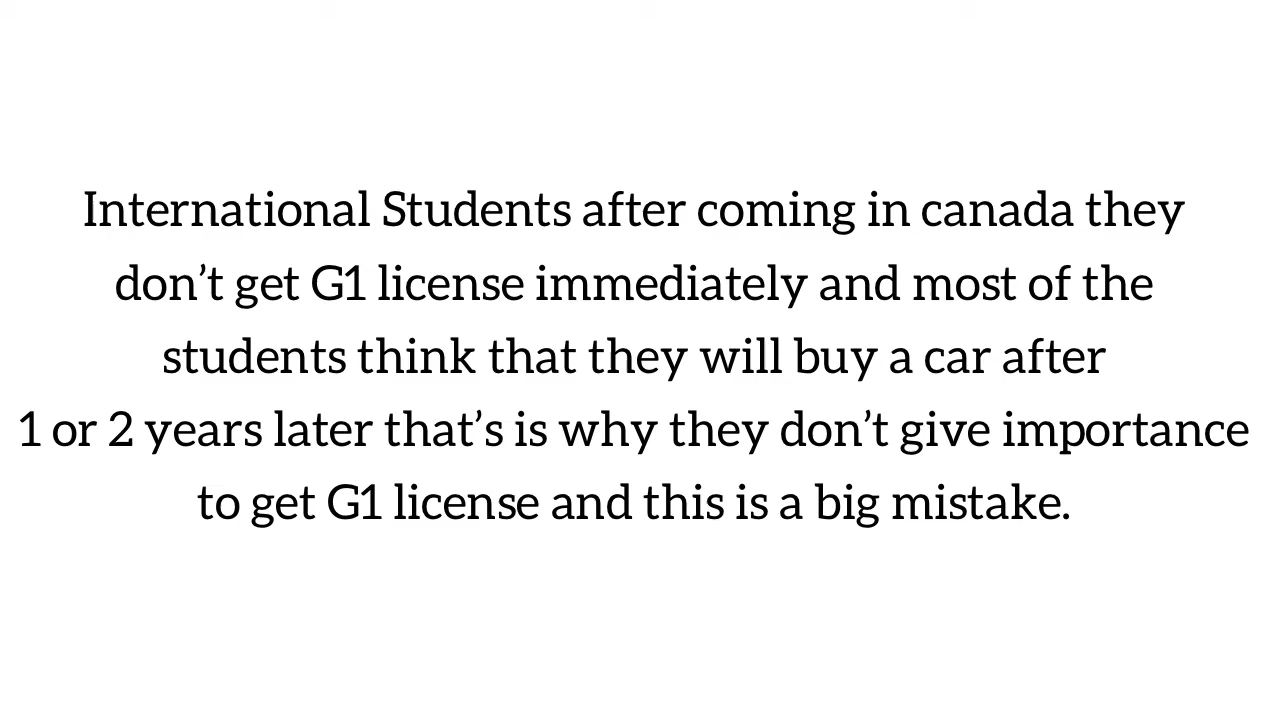 International Students after coming in canada they
don’t get G1 license immediately and most of the
students think that they will buy a car after
1 or 2 years later that’s is why they don’t give importance
to get G1 license and this is a big mistake.